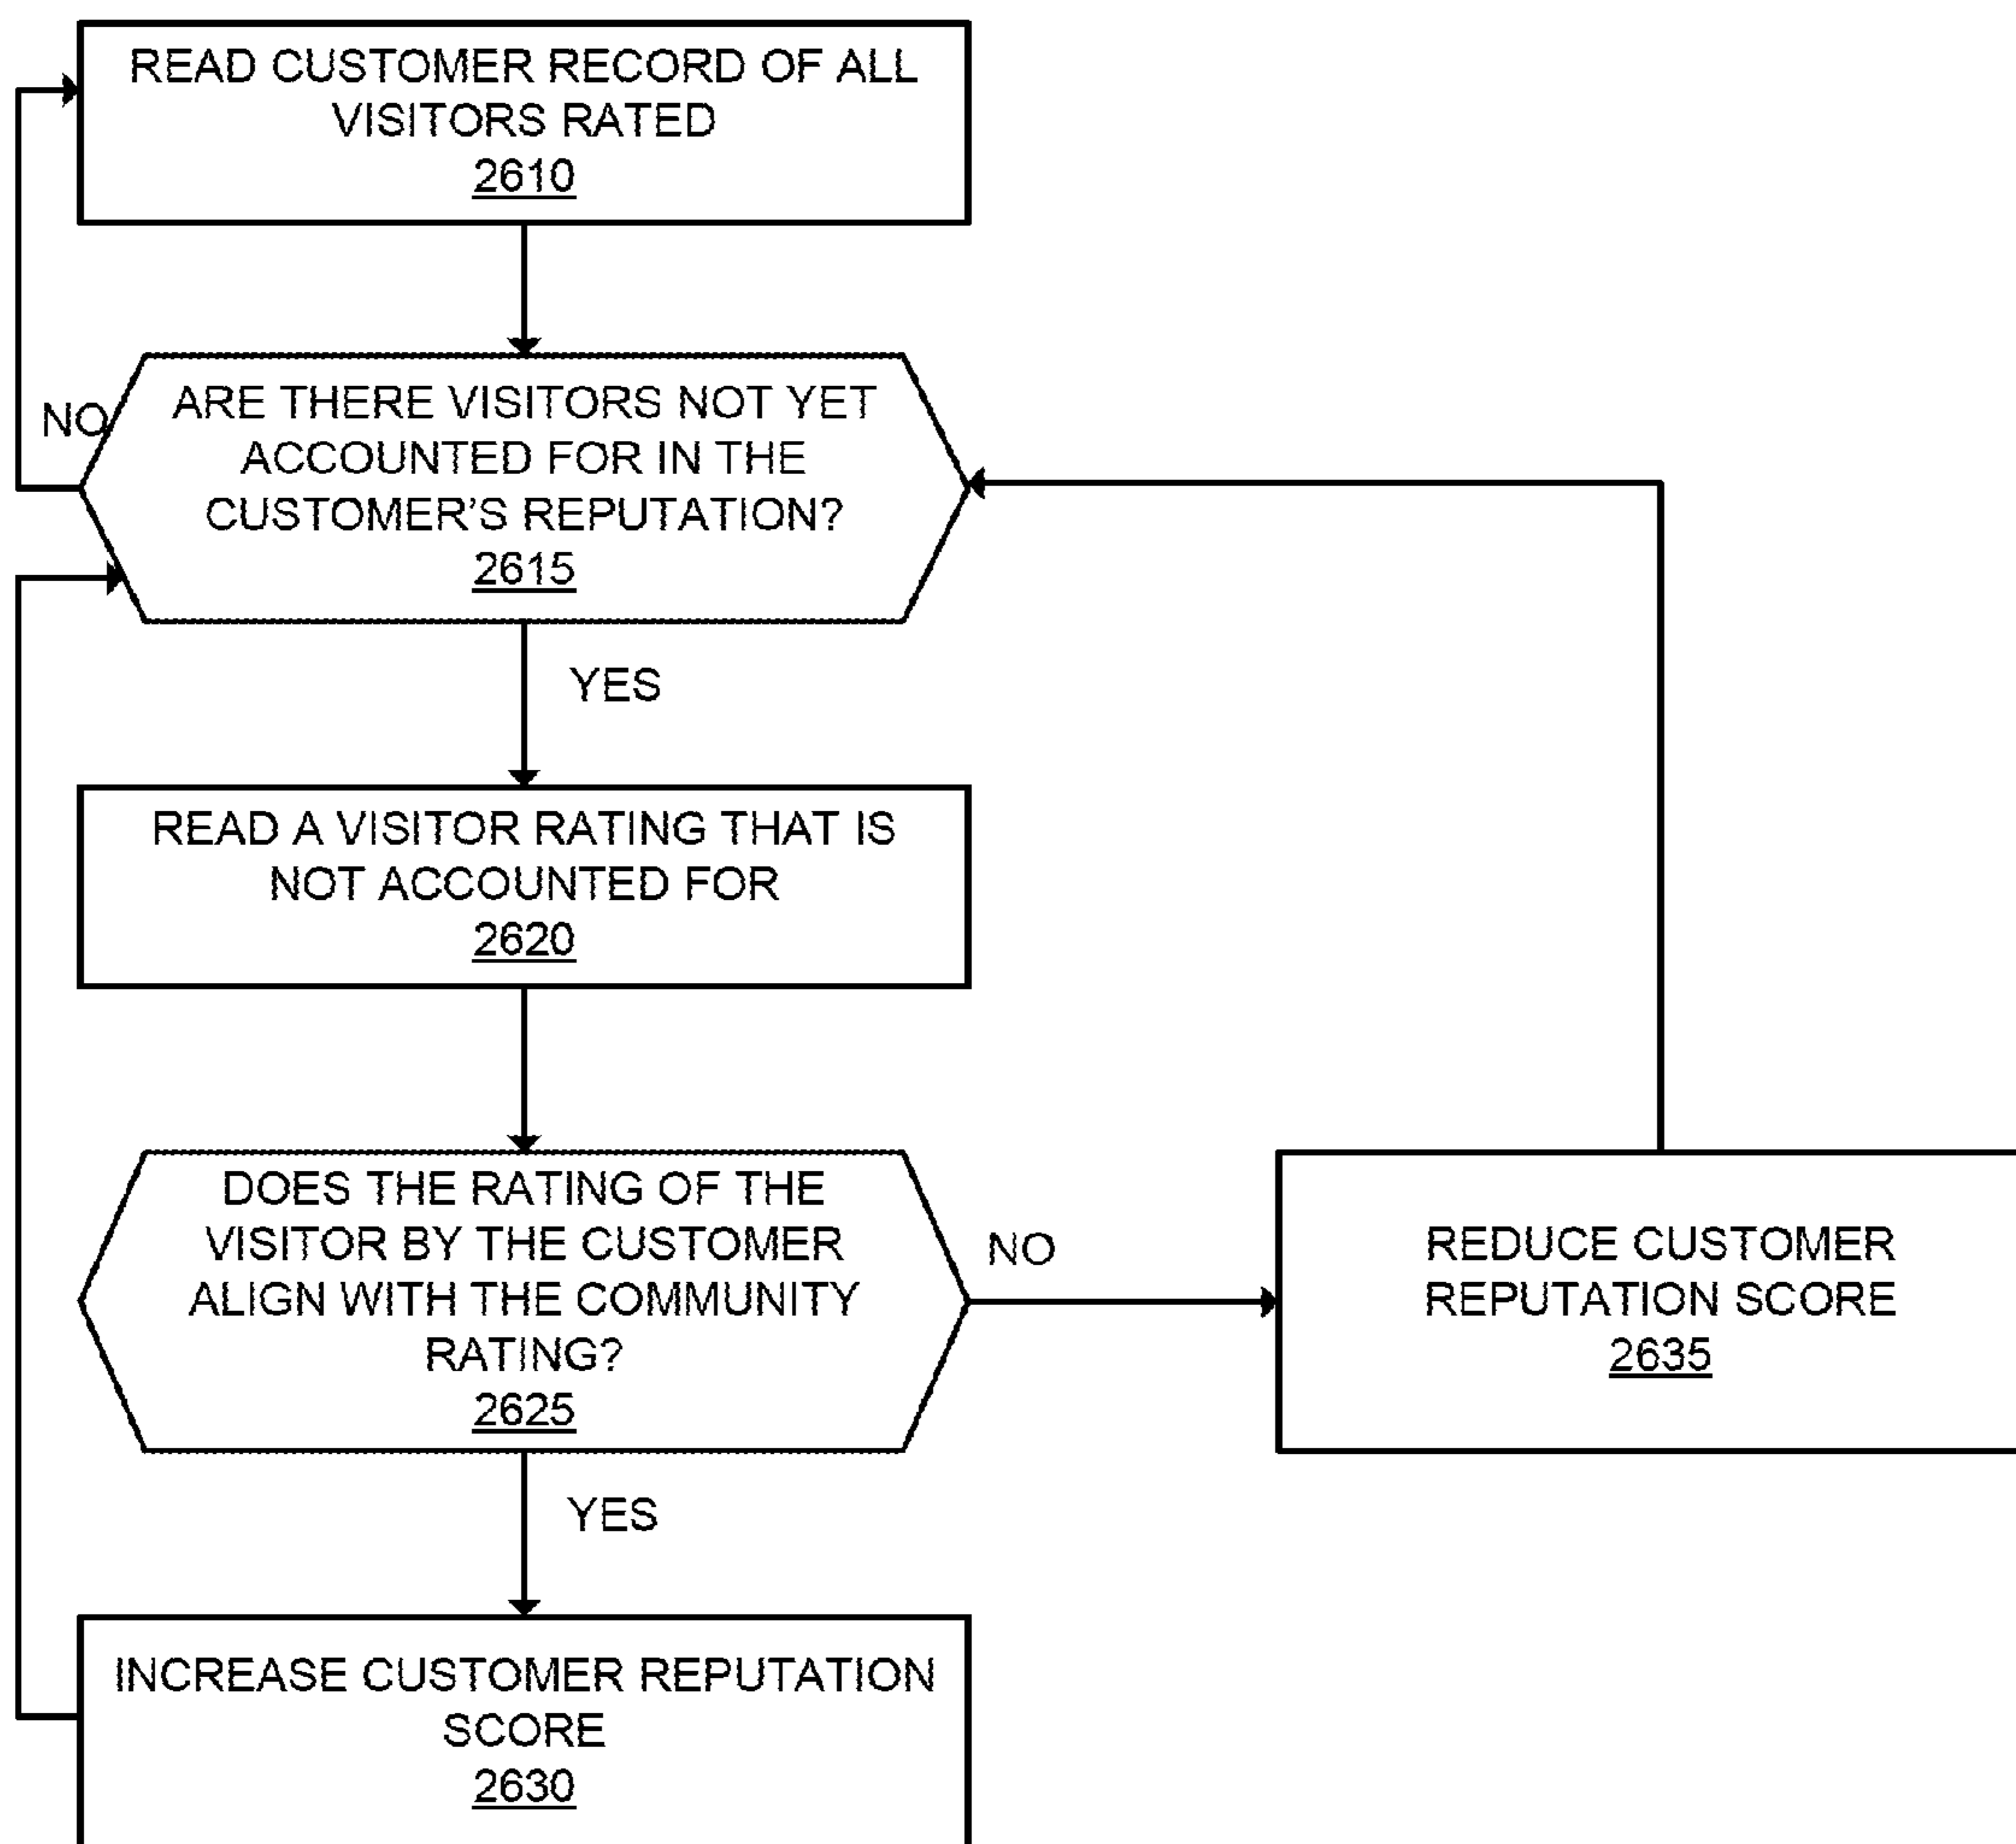 READ CUSTOMER RECORD OF ALL
VISITORS RATED
2610
NO
ARE THERE VISITORS NOT YET
ACCOUNTED FOR IN THE
CUSTOMER'S REPUTATION?
2615
YES
READ A VISITOR RATING THAT IS
NOT ACCOUNTED FOR
2620
DOES THE RATING OF THE
VISITOR BY THE CUSTOMER
ALIGN WITH THE COMMUNITY
RATING?
2625
NO
REDUCE CUSTOMER
REPUTATION SCORE
2635
YES
INCREASE CUSTOMER REPUTATION
SCORE
2630